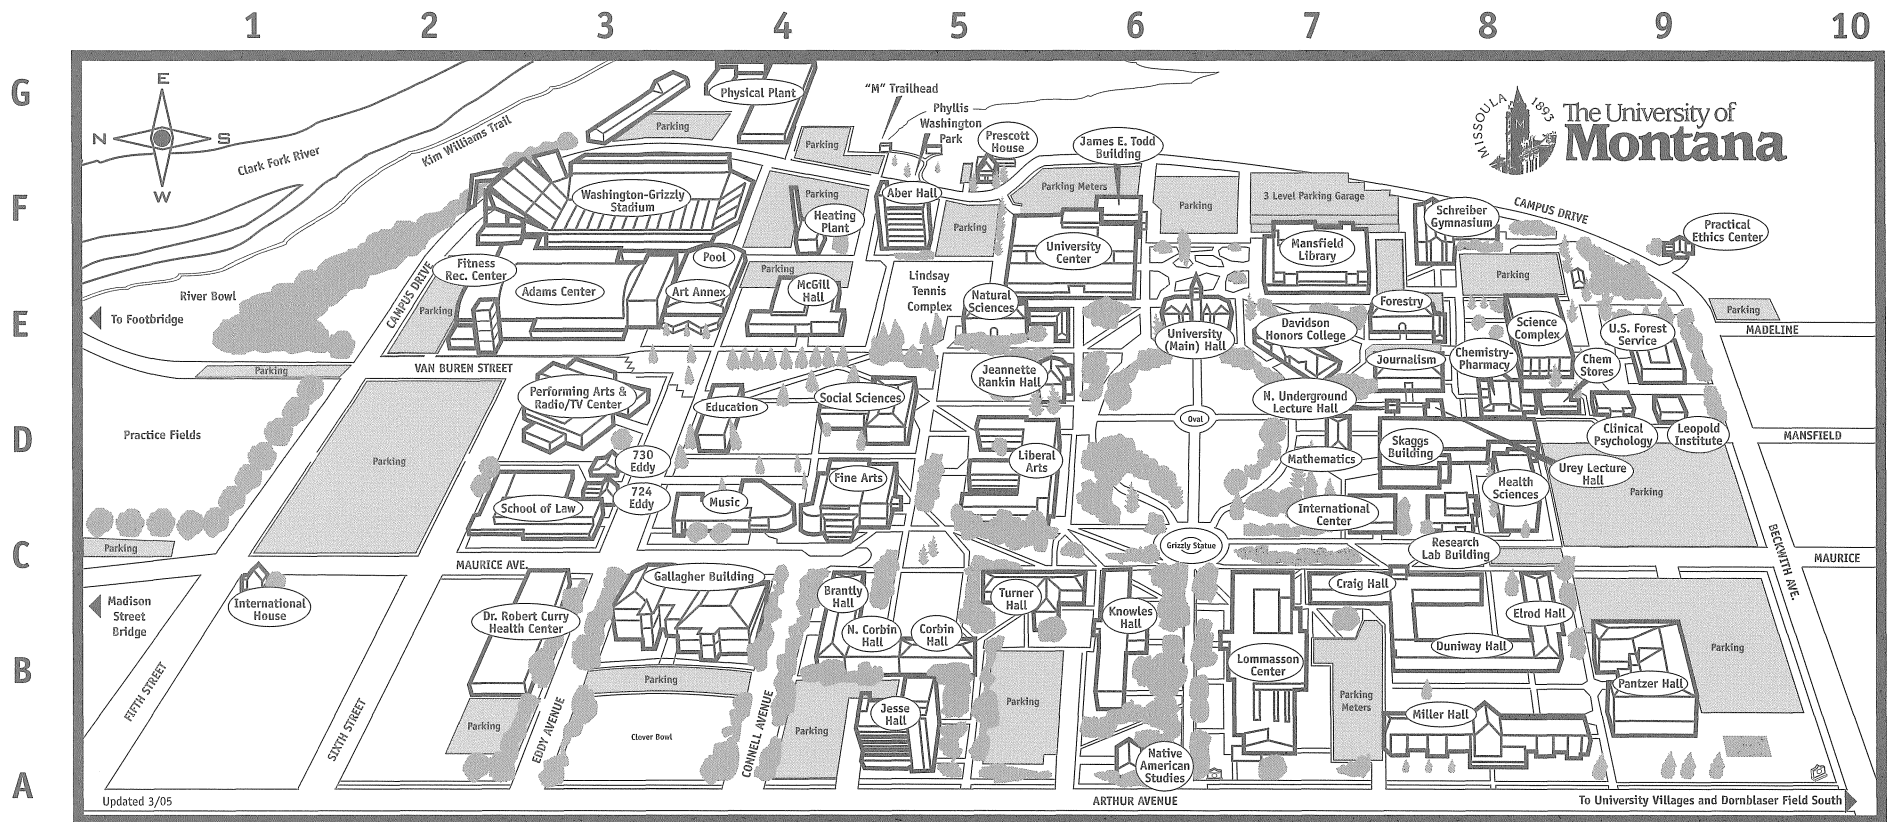 1 2 3 4 5 6 7 8 9 10
G
F
E
D
C
B
A
E
N
S
W
MISSOULA
1893
M
The University of
Montana
Physical Plant
"M" Trailhead
Phyllis
Washington
Park
Prescott
House
James E. Todd
Building
Parking
Parking
Clark Fork River
Kim Williams Trail
Washington-Grizzly
Stadium
Parking
Heating
Plant
Aber Hall
Parking
Parking Meters
Parking
3 Level Parking Garage
Schreiber
Gymnasium
CAMPUS DRIVE
Practical
Ethics Center
University
Center
Mansfield
Library
Pool
Fitness
Rec. Center
Adams Center
Art Annex
Parking
McGill
Hall
Lindsay
Tennis
Complex
Natural
Sciences
Parking
River Bowl
To Footbridge
CAMPUS DRIVE
Parking
University
(Main) Hall
Davidson
Honors College
Forestry
Science
Complex
U.S. Forest
Service
Parking
MADELINE
Parking
VAN BUREN STREET
Jeannette
Rankin Hall
Journalism
Chemistry-
Pharmacy
Chem
Stores
Performing Arts &
Radio/TV Center
Education
Social Sciences
N. Underground
Lecture Hall
Oval
Practice Fields
Parking
730
Eddy
Liberal
Arts
Mathematics
Skaggs
Building
Clinical
Psychology
Leopold
Institute
MANSFIELD
Urey Lecture
Hall
724
Eddy
School of Law
Music
Fine Arts
International
Center
Health
Sciences
Parking
Parking
Grizzly Statue
Research
Lab Building
BECKWITH AVE.
MAURICE
MAURICE AVE.
International
House
Madison
Street
Bridge
Dr. Robert Curry
Health Center
Gallagher Building
Brantly
Hall
N. Corbin
Hall
Corbin
Hall
Turner
Hall
Knowles
Hall
Craig Hall
Elrod Hall
Duniway Hall
Lommasson
Center
Parking
Pantzer Hall
FIFTH STREET
SIXTH STREET
Parking
EDDY AVENUE
Parking
Clover Bowl
CONNELL AVENUE
Parking
Jesse
Hall
Parking
Parking
Meters
Miller Hall
Native
American
Studies
Updated 3/05
ARTHUR AVENUE
To University Villages and Dornblaser Field South